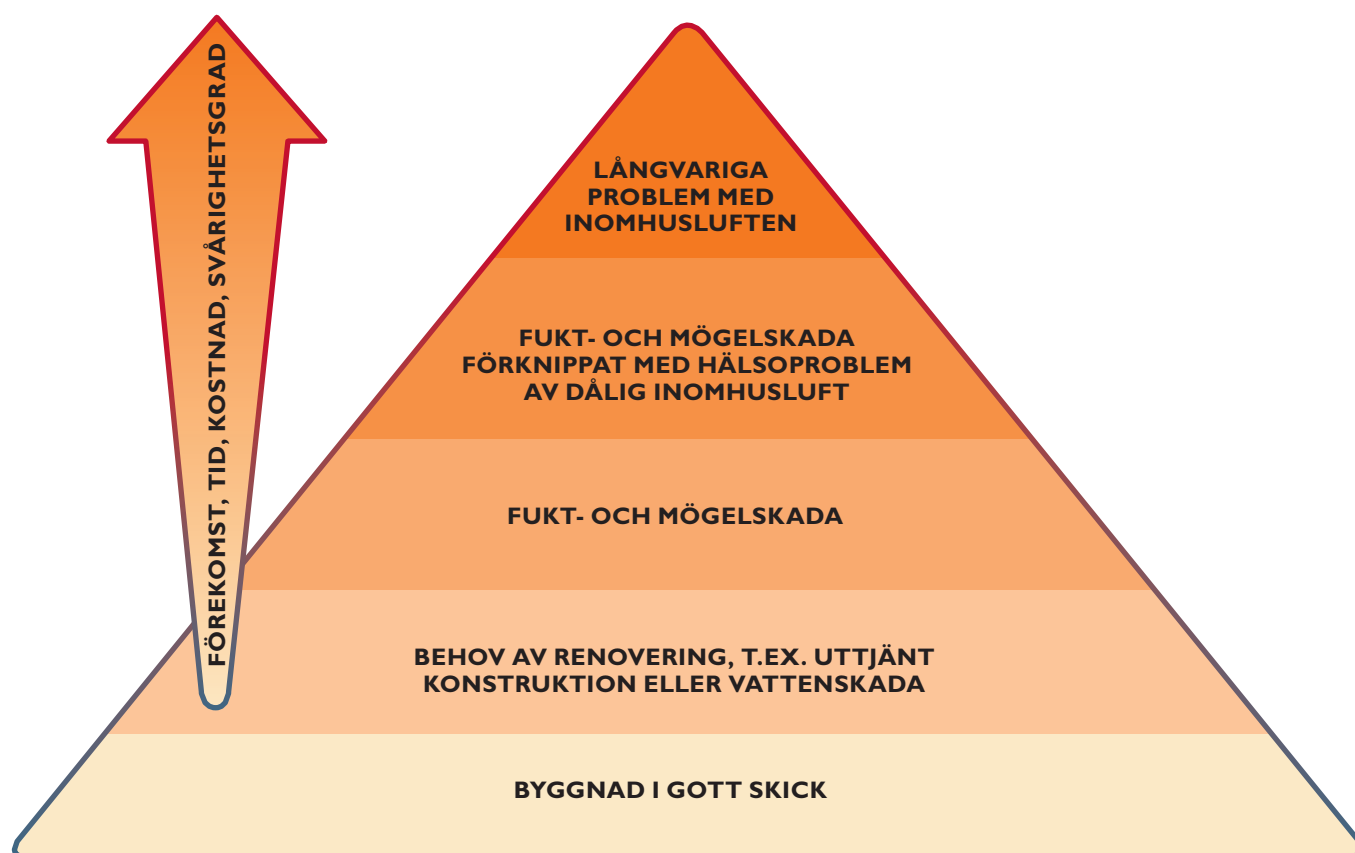 FÖREKOMST, TID, KOSTNAD, SVÅRIGHETSGRAD
LÅNGVARIGA
PROBLEM MED
INOMHUSLUFTEN
FUKT- OCH MÖGELSKADA
FÖRKNIPPAT MED HÄLSOPROBLEM
AV DÅLIG INOMHUSLUFT
FUKT- OCH MÖGELSKADA
BEHOV AV RENOVERING, T.EX. UTTJÄNT
KONSTRUKTION ELLER VATTENSKADA
BYGGNAD I GOTT SKICK